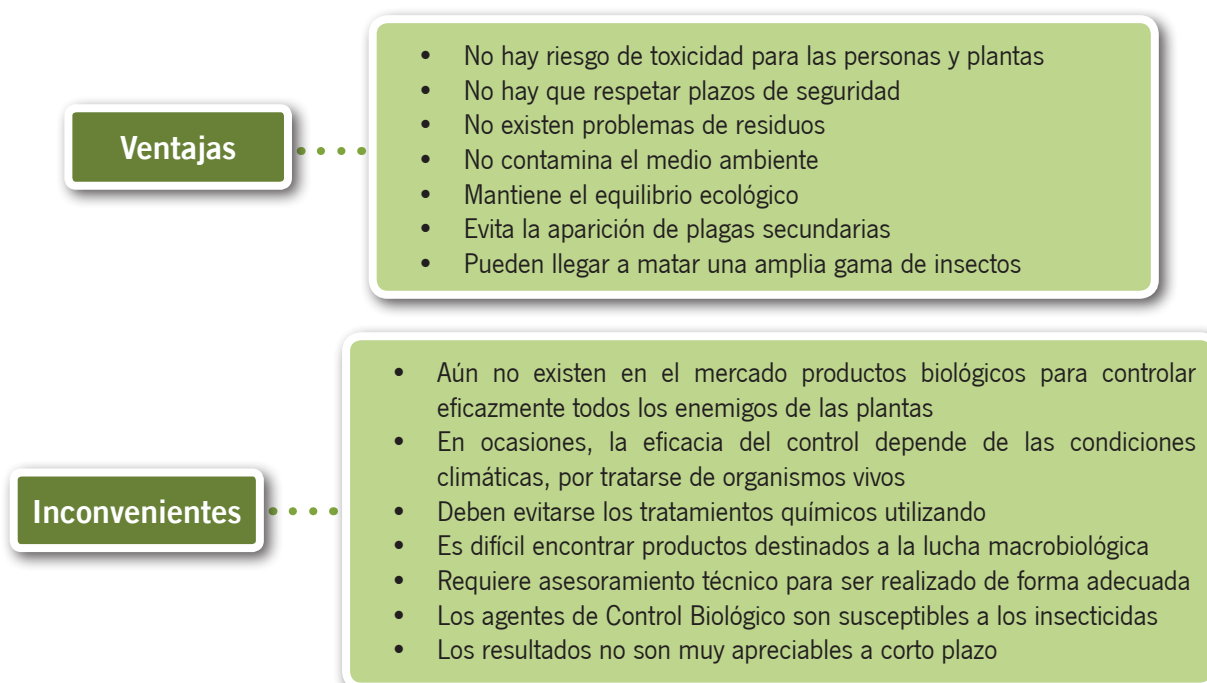 Ventajas
• No hay riesgo de toxicidad para las personas y plantas
• No hay que respetar plazos de seguridad
• No existen problemas de residuos
• No contamina el medio ambiente
• Mantiene el equilibrio ecológico
• Evita la aparición de plagas secundarias
• Pueden llegar a matar una amplia gama de insectos
Inconvenientes
• Aún no existen en el mercado productos biológicos para controlar
eficazmente todos los enemigos de las plantas
• En ocasiones, la eficacia del control depende de las condiciones
climáticas, por tratarse de organismos vivos
• Deben evitarse los tratamientos químicos utilizando
• Es difícil encontrar productos destinados a la lucha macrobiológica
• Requiere asesoramiento técnico para ser realizado de forma adecuada
• Los agentes de Control Biológico son susceptibles a los insecticidas
• Los resultados no son muy apreciables a corto plazo